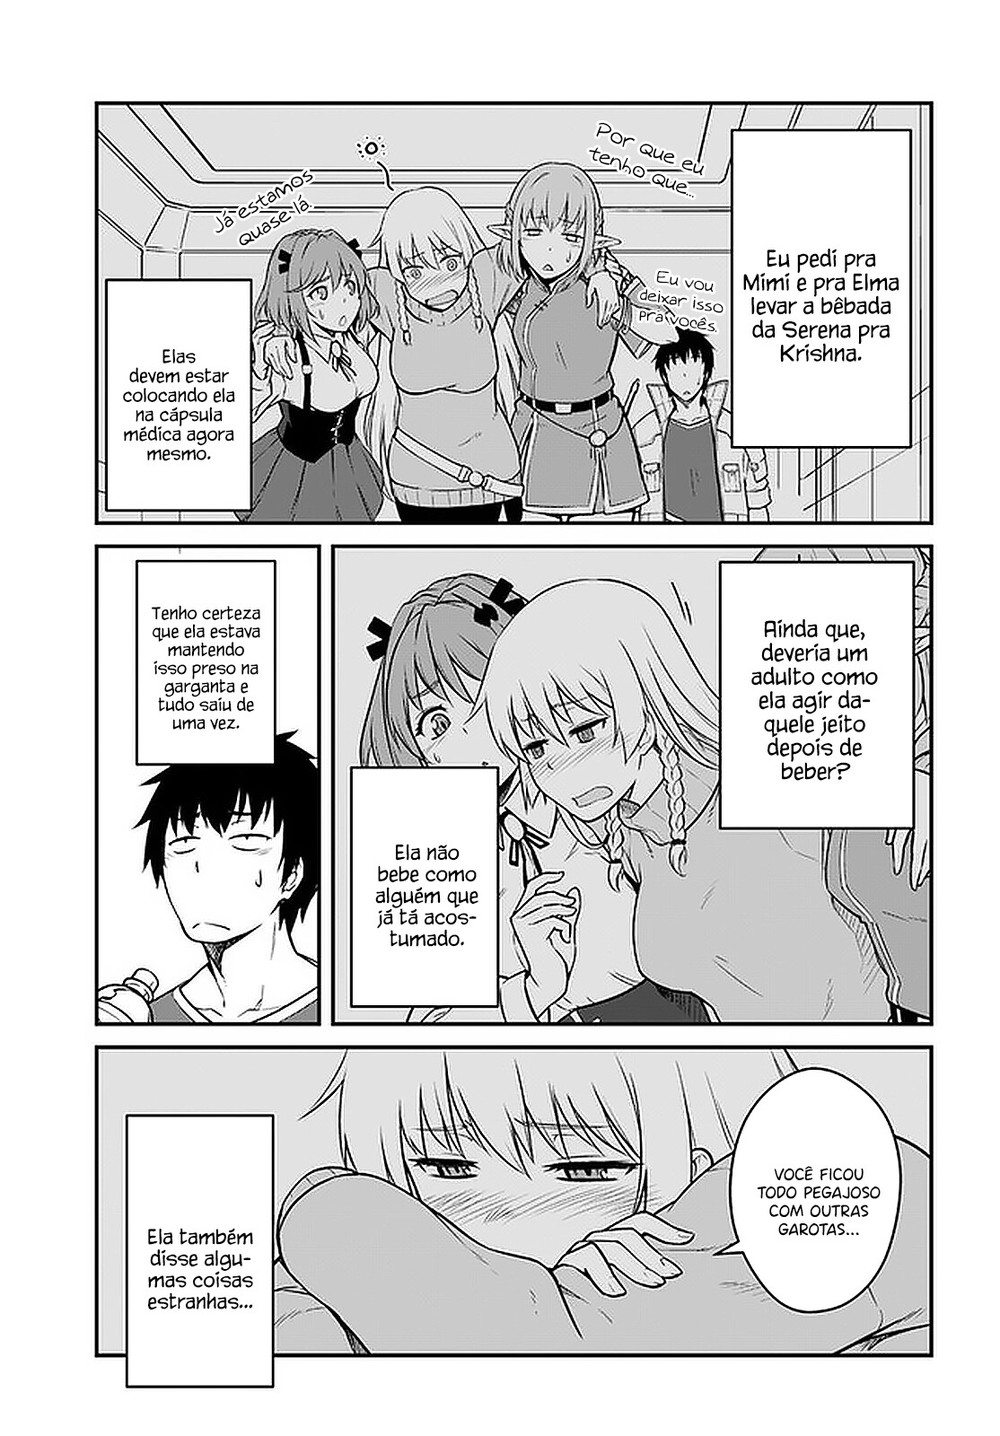 Eu pedi pra
Mimi e pra Elma
levar a bêbada
da Serena pra
Krishna.
Por que eu
tenho que...
Já estamos
quase lá.
Eu vou
deixar isso
pra vocês.
Elas
devem estar
colocando ela
na cápsula
médica agora
mesmo.
Ainda que,
deveria um
adulto como
ela agir da-
quele jeito
depois de
beber?
Ela não
bebe como
alguém que
já tá acos-
tumado.
Tenho certeza
que ela estava
mantendo
isso preso na
garganta e
tudo saiu de
uma vez.
VOCÊ FICOU
TODO PEGAJOSO
COM OUTRAS
GAROTAS...
Ela também
disse algu-
mas coisas
estranhas...